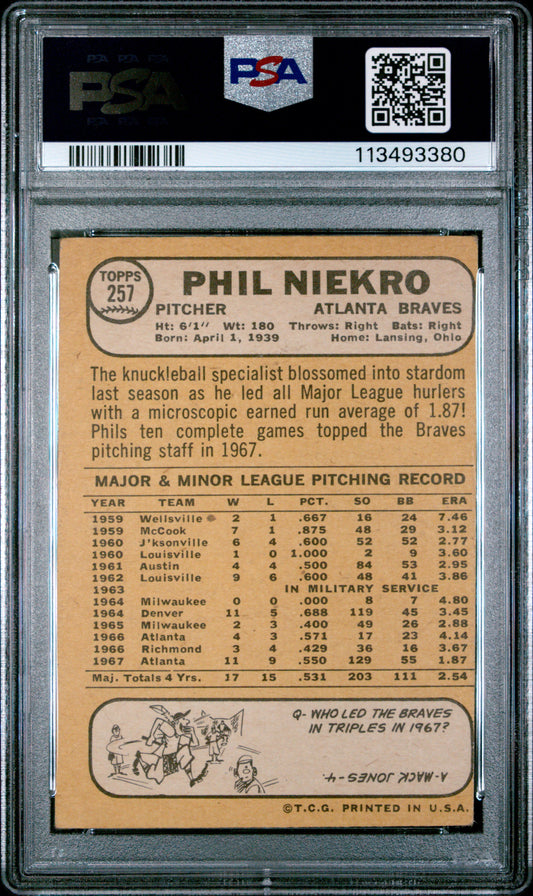 PSA PSA PSA
PSA
PSA PSA PSA
PSA
113493380
TOPPS
257
PHIL NIEKRO
PITCHER ATLANTA BRAVES
Ht: 6'1" Wt: 180 Throws: Right Bats: Right
Born: April 1, 1939 Home: Lansing, Ohio
The knuckleball specialist blossomed into stardom
last season as he led all Major League hurlers
with a microscopic earned run average of 1.87!
Phils ten complete games topped the Braves
pitching staff in 1967.
MAJOR & MINOR LEAGUE PITCHING RECORD
YEAR TEAM W L PCT. SO BB ERA
1959 Wellsville 2 1 .667 16 24 7.46
1959 McCook 7 1 .875 48 29 3.12
1960 J'ksonville 6 4 .600 52 52 2.77
1960 Louisville 1 0 1.000 2 9 3.60
1961 Austin 4 4 .500 84 53 2.95
1962 Louisville 9 6 .600 48 41 3.86
1963 IN MILITARY SERVICE
1964 Milwaukee 0 0 .000 8 7 4.80
1964 Denver 11 5 .688 119 45 3.45
1965 Milwaukee 2 3 .400 49 26 2.88
1966 Atlanta 4 3 .571 17 23 4.14
1966 Richmond 3 4 .429 36 16 3.67
1967 Atlanta 11 9 .550 129 55 1.87
Maj. Totals 4 Yrs. 17 15 .531 203 111 2.54
Q- WHO LED THE BRAVES
IN TRIPLES IN 1967?
A- MACK JONES - 4.
©T.C.G. PRINTED IN U.S.A.